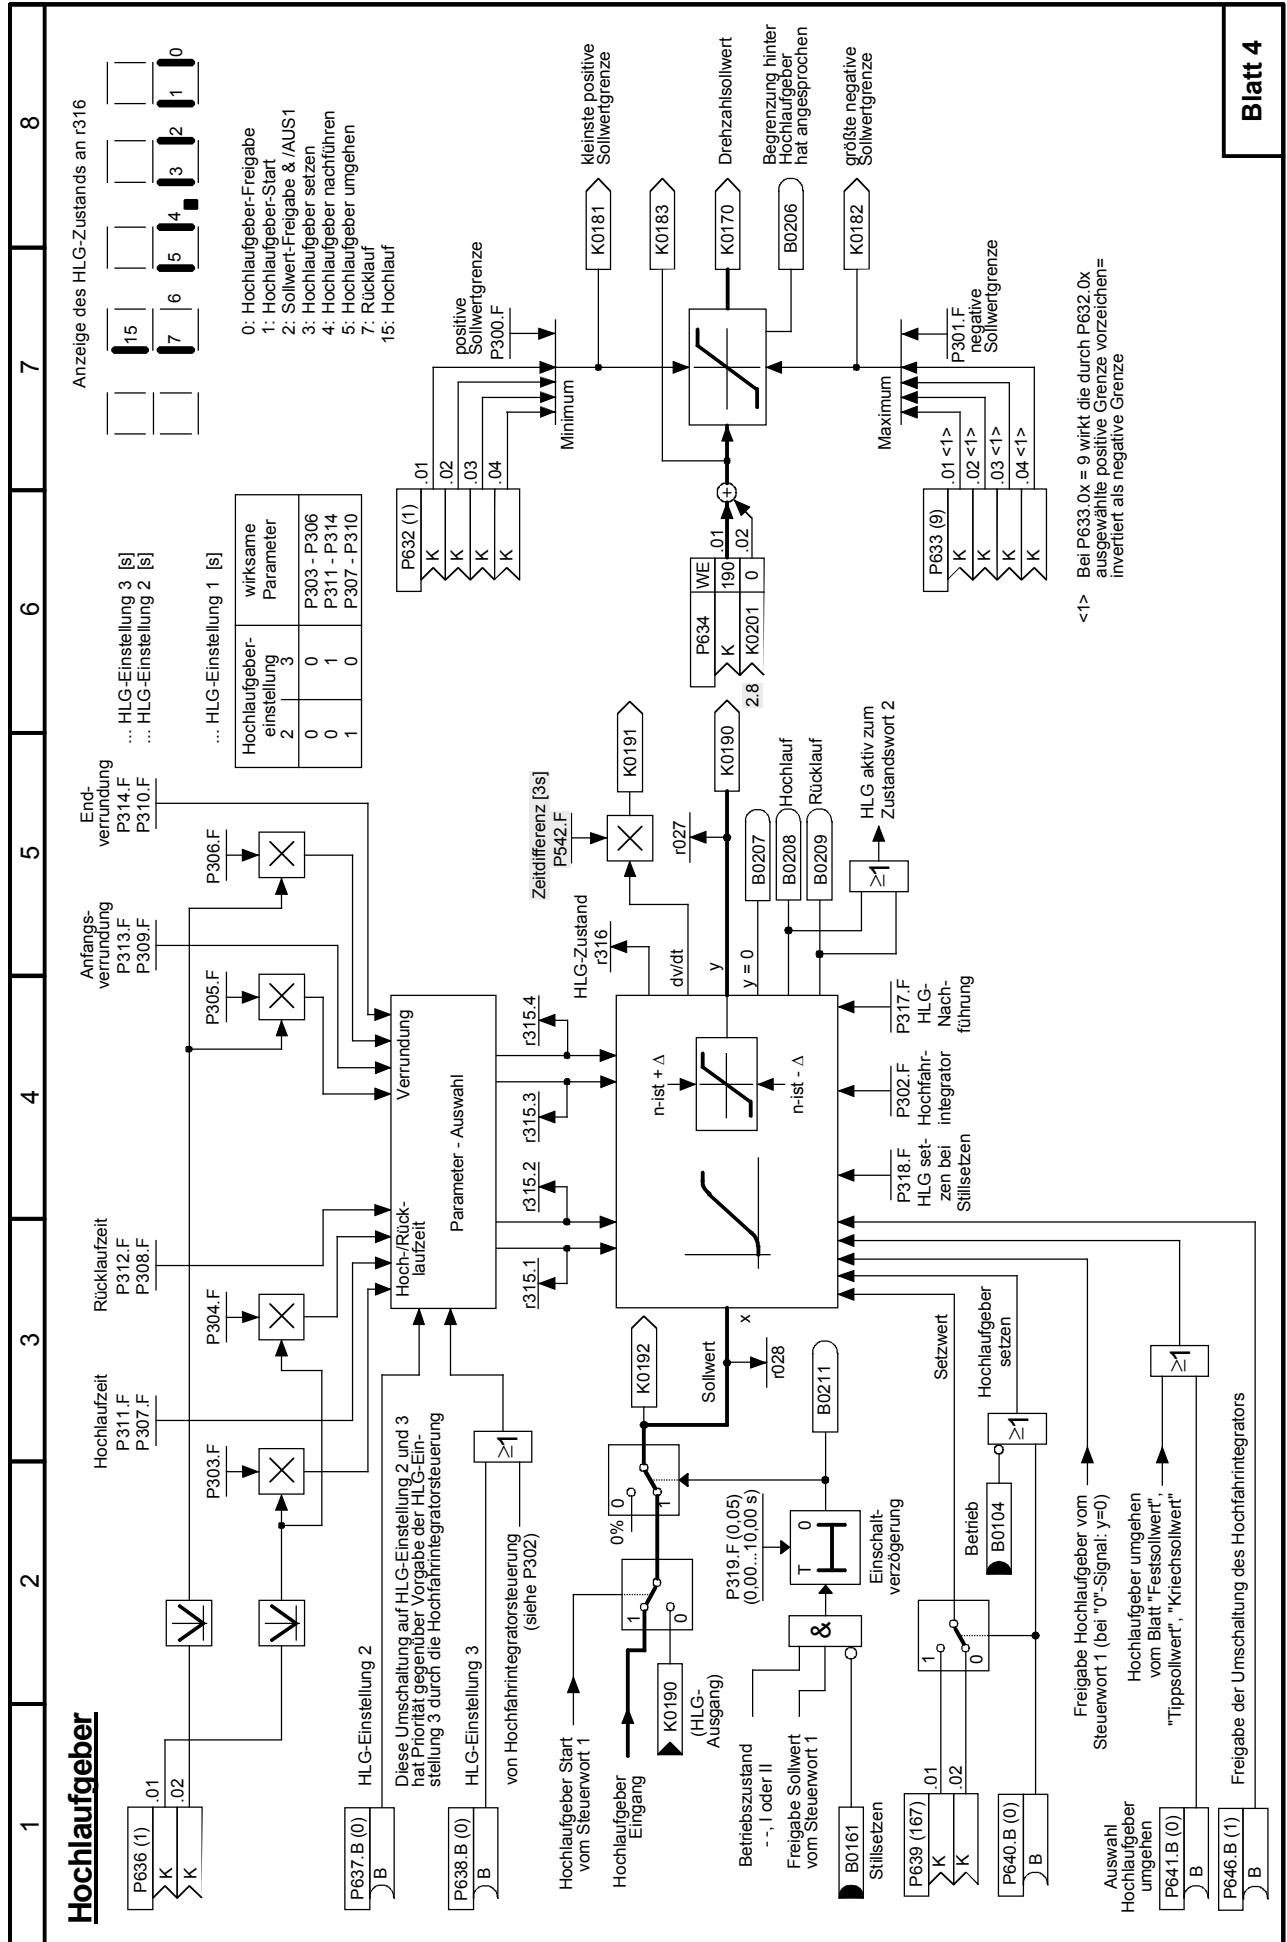 1
2
3
4
5
6
7
8
Hochlaufgeber
Anzeige des HLG-Zustands an r316
15
7
6
5
4
3
2
1
0
0: Hochlaufgeber-Freigabe
1: Hochlaufgeber-Start
2: Sollwert-Freigabe & /AUS1
3: Hochlaufgeber setzen
4: Hochlaufgeber nachführen
5: Hochlaufgeber umgehen
7: Rücklauf
15: Hochlauf
Hochlaufzeit
P311.F
P307.F
Rücklaufzeit
P312.F
P308.F
Anfangs-
verrundung
P313.F
P309.F
End-
verrundung
P314.F
P310.F
... HLG-Einstellung 3 [s]
... HLG-Einstellung 2 [s]
P303.F
P304.F
P305.F
P306.F
... HLG-Einstellung 1 [s]
P636 (1)
K
.01
K
.02
Hochlaufgeber-
einstellung
2
3
wirksame
Parameter
0
0
P303 - P306
0
1
P311 - P314
1
0
P307 - P310
P637.B (0)
B
HLG-Einstellung 2
Diese Umschaltung auf HLG-Einstellung 2 und 3
hat Priorität gegenüber Vorgabe der HLG-Ein-
stellung 3 durch die Hochfahrintegratorsteuerung
P638.B (0)
B
HLG-Einstellung 3
von Hochfahrintegratorsteuerung
(siehe P302)
≥1
Hoch-/Rück-
laufzeit
Verrundung
Parameter - Auswahl
r315.1
r315.2
r315.3
r315.4
Hochlaufgeber Start
vom Steuerwort 1
Hochlaufgeber
Eingang
K0190
(HLG-
Ausgang)
1
0
0%
0
1
K0192
Sollwert
r028
x
HLG-Zustand
r316
Zeitdifferenz [3s]
P542.F
K0191
dv/dt
y
r027
K0190
y = 0
B0207
B0208
Hochlauf
B0209
Rücklauf
≥1
HLG aktiv zum
Zustandswort 2
n-ist + Δ
n-ist - Δ
Betriebszustand
- -, I oder II
Freigabe Sollwert
vom Steuerwort 1
B0161
Stillsetzen
&
P319.F (0,05)
(0,00...10,00 s)
T
0
Einschalt-
verzögerung
B0211
P639 (167)
K
.01
K
.02
P640.B (0)
B
1
0
Setzwert
Betrieb
B0104
≥1
Hochlaufgeber
setzen
P318.F
HLG set-
zen bei
Stillsetzen
P302.F
Hochfahr-
integrator
P317.F
HLG-
Nach-
führung
Freigabe Hochlaufgeber vom
Steuerwort 1 (bei "0"-Signal: y=0)
Auswahl
Hochlaufgeber
umgehen
P641.B (0)
B
Hochlaufgeber umgehen
vom Blatt "Festsollwert",
"Tippsollwert", "Kriechsollwert"
≥1
P646.B (1)
B
Freigabe der Umschaltung des Hochfahrintegrators
P632 (1)
K
.01
K
.02
K
.03
K
.04
positive
Sollwertgrenze
P300.F
Minimum
K0181
kleinste positive
Sollwertgrenze
K0183
P634
WE
K
190
.01
K0201
0
.02
2.8
+
K0170
Drehzahlsollwert
B0206
Begrenzung hinter
Hochlaufgeber
hat angesprochen
K0182
größte negative
Sollwertgrenze
P633 (9)
K
.01 <1>
K
.02 <1>
K
.03 <1>
K
.04 <1>
Maximum
P301.F
negative
Sollwertgrenze
<1> Bei P633.0x = 9 wirkt die durch P632.0x
ausgewählte positive Grenze vorzeichen=
invertiert als negative Grenze
Blatt 4